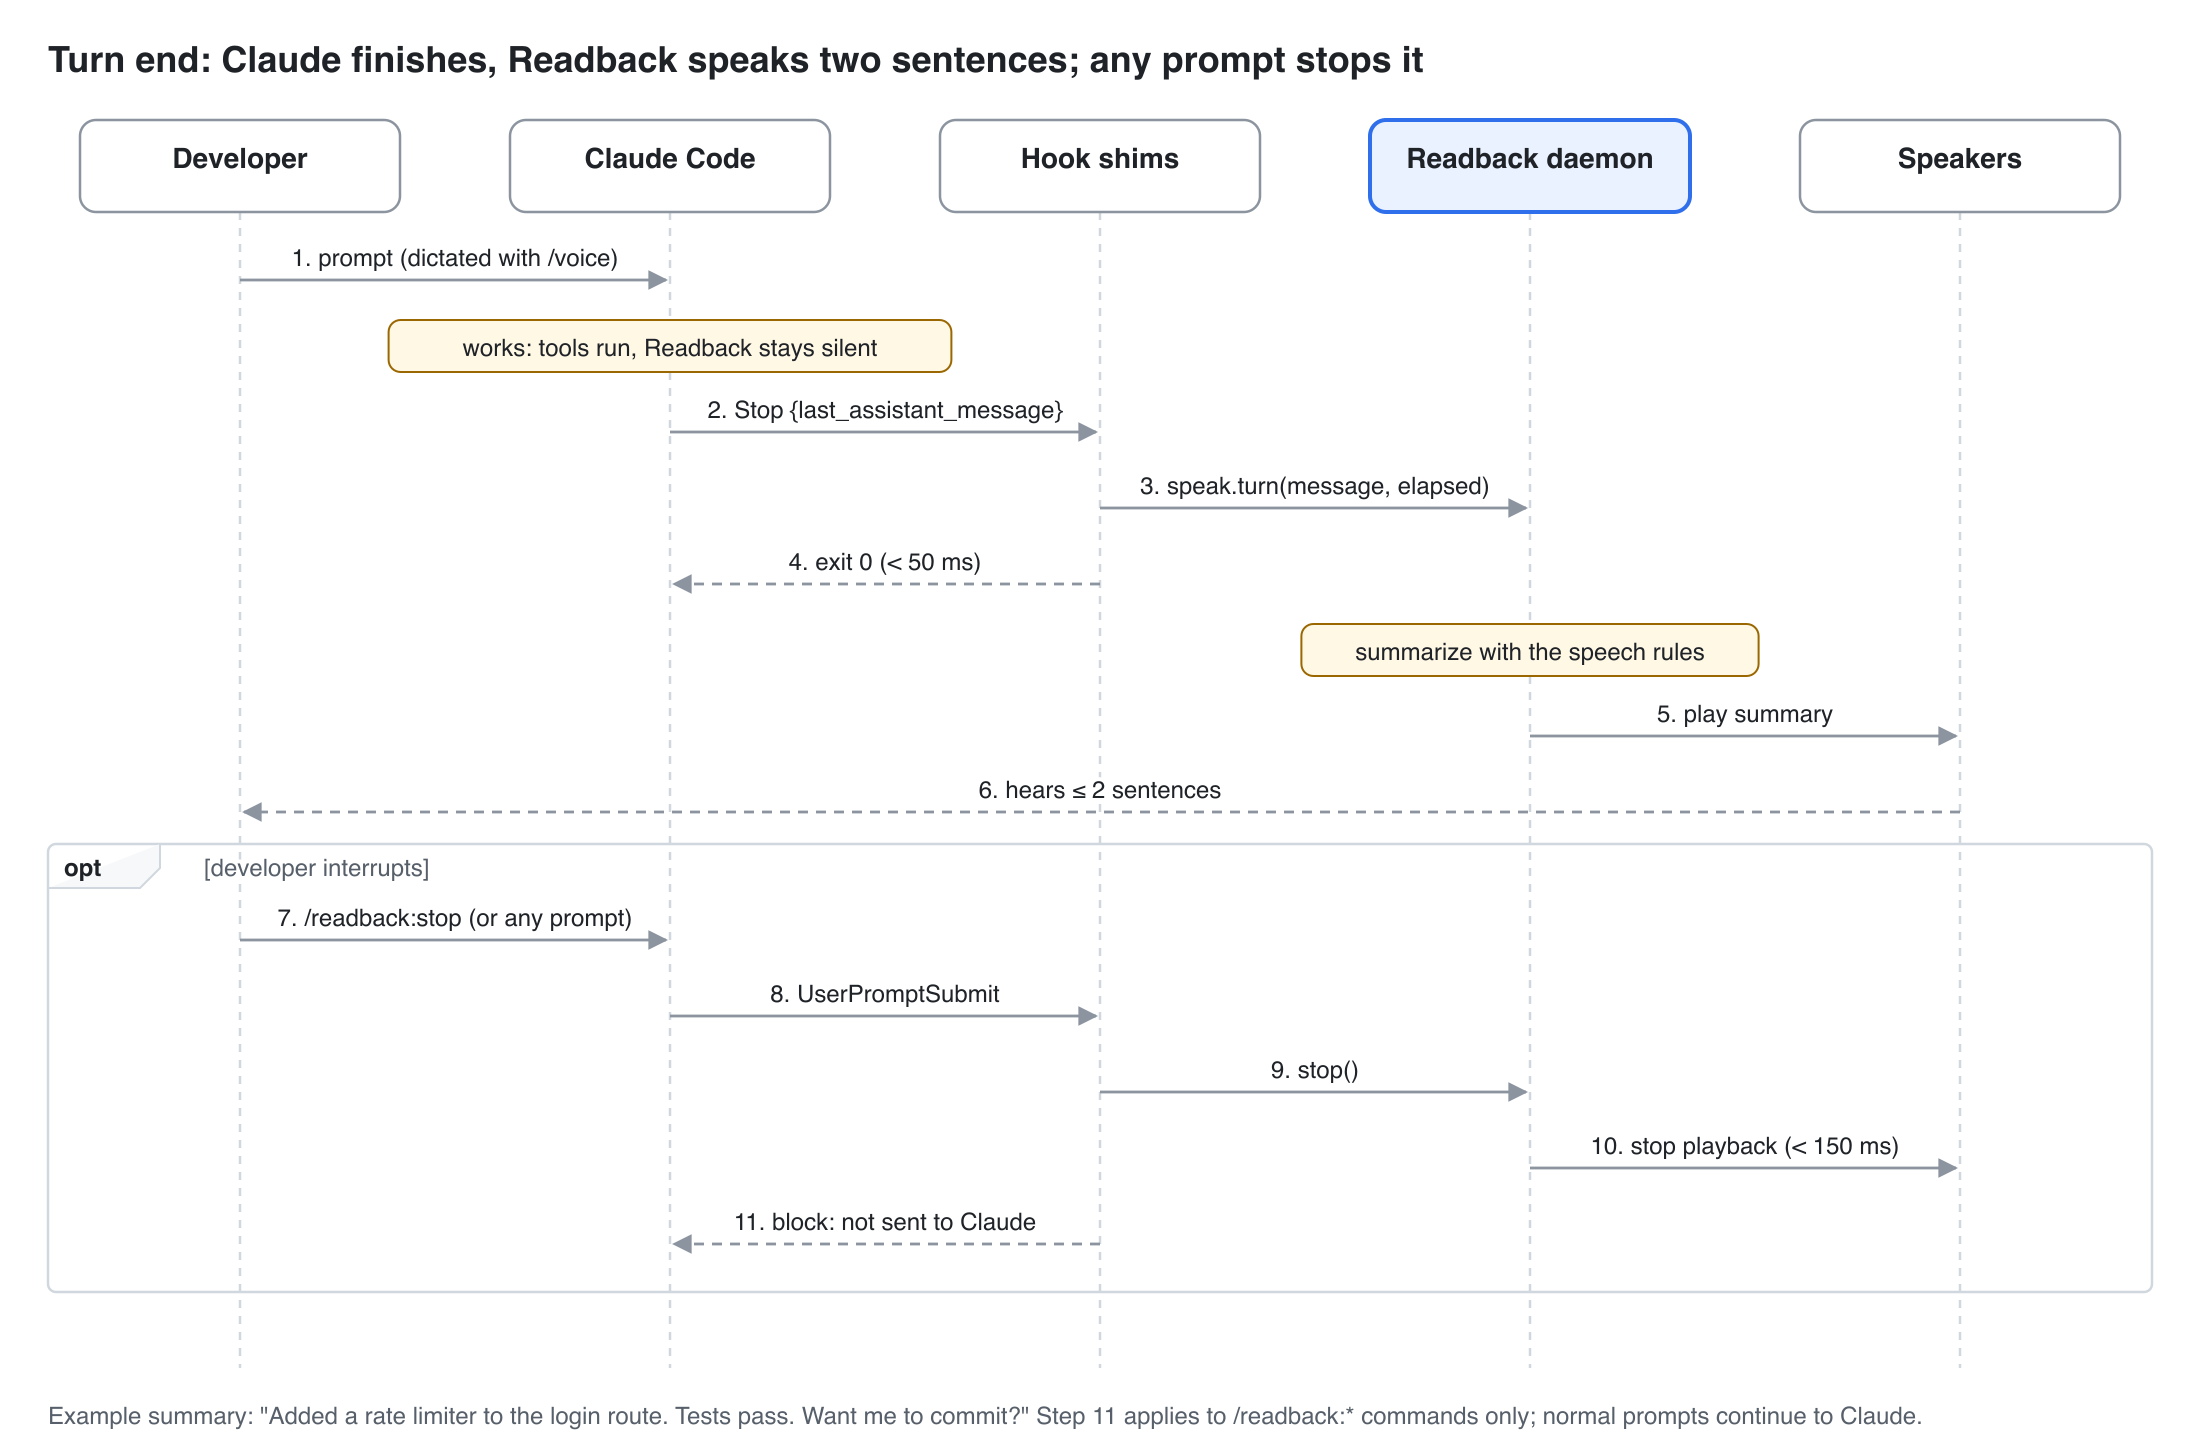 Turn end: Claude finishes, Readback speaks two sentences; any prompt stops it
Developer
Claude Code
Hook shims
Readback daemon
Speakers
1. prompt (dictated with /voice)
works: tools run, Readback stays silent
2. Stop {last_assistant_message}
3. speak.turn(message, elapsed)
4. exit 0 (< 50 ms)
summarize with the speech rules
5. play summary
6. hears ≤ 2 sentences
opt
[developer interrupts]
7. /readback:stop (or any prompt)
8. UserPromptSubmit
9. stop()
10. stop playback (< 150 ms)
11. block: not sent to Claude
Example summary: "Added a rate limiter to the login route. Tests pass. Want me to commit?" Step 11 applies to /readback:* commands only; normal prompts continue to Claude.